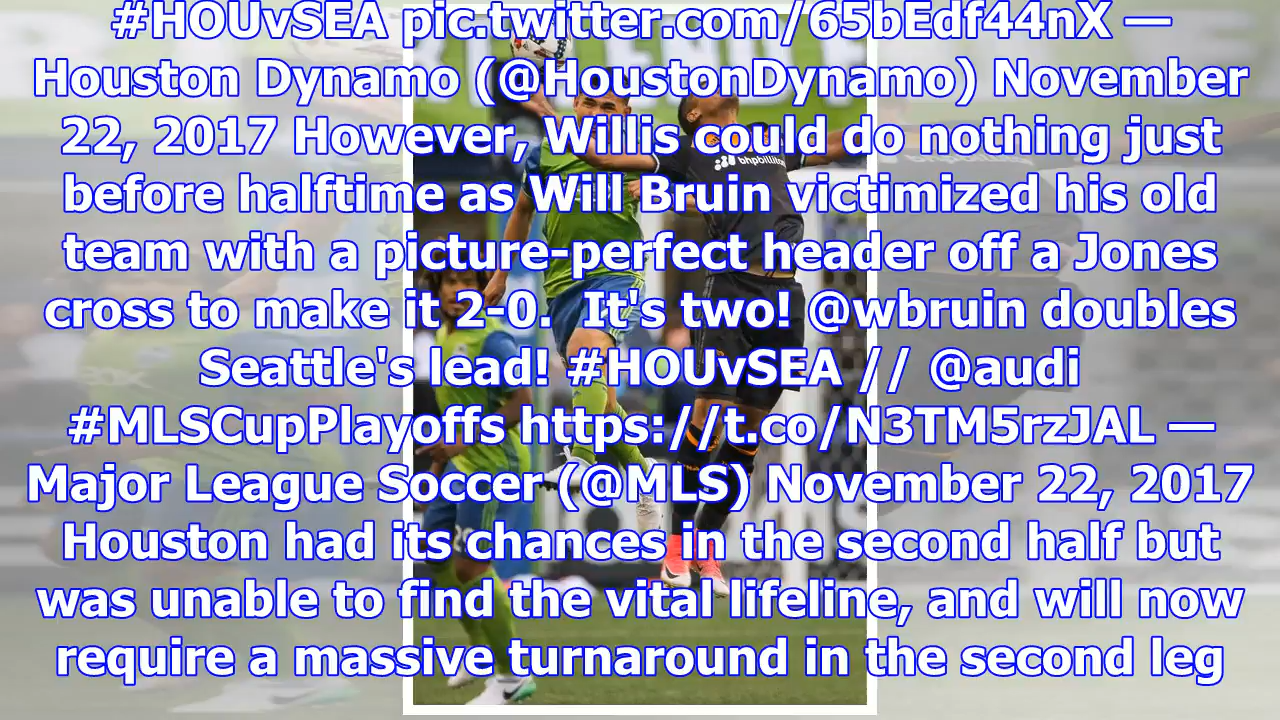 #HOUvSEA pic.twitter.com/65bEdf44nX —
Houston Dynamo (@HoustonDynamo) November
22, 2017 However, Willis could do nothing just
before halftime as Will Bruin victimized his old
team with a picture-perfect header off a Jones
cross to make it 2-0.  It's two! @wbruin doubles
Seattle's lead! #HOUvSEA // @audi
#MLSCupPlayoffs https://t.co/N3TM5rzJAL —
Major League Soccer (@MLS) November 22, 2017
Houston had its chances in the second half but
was unable to find the vital lifeline, and will now
require a massive turnaround in the second leg
bhpbilliton